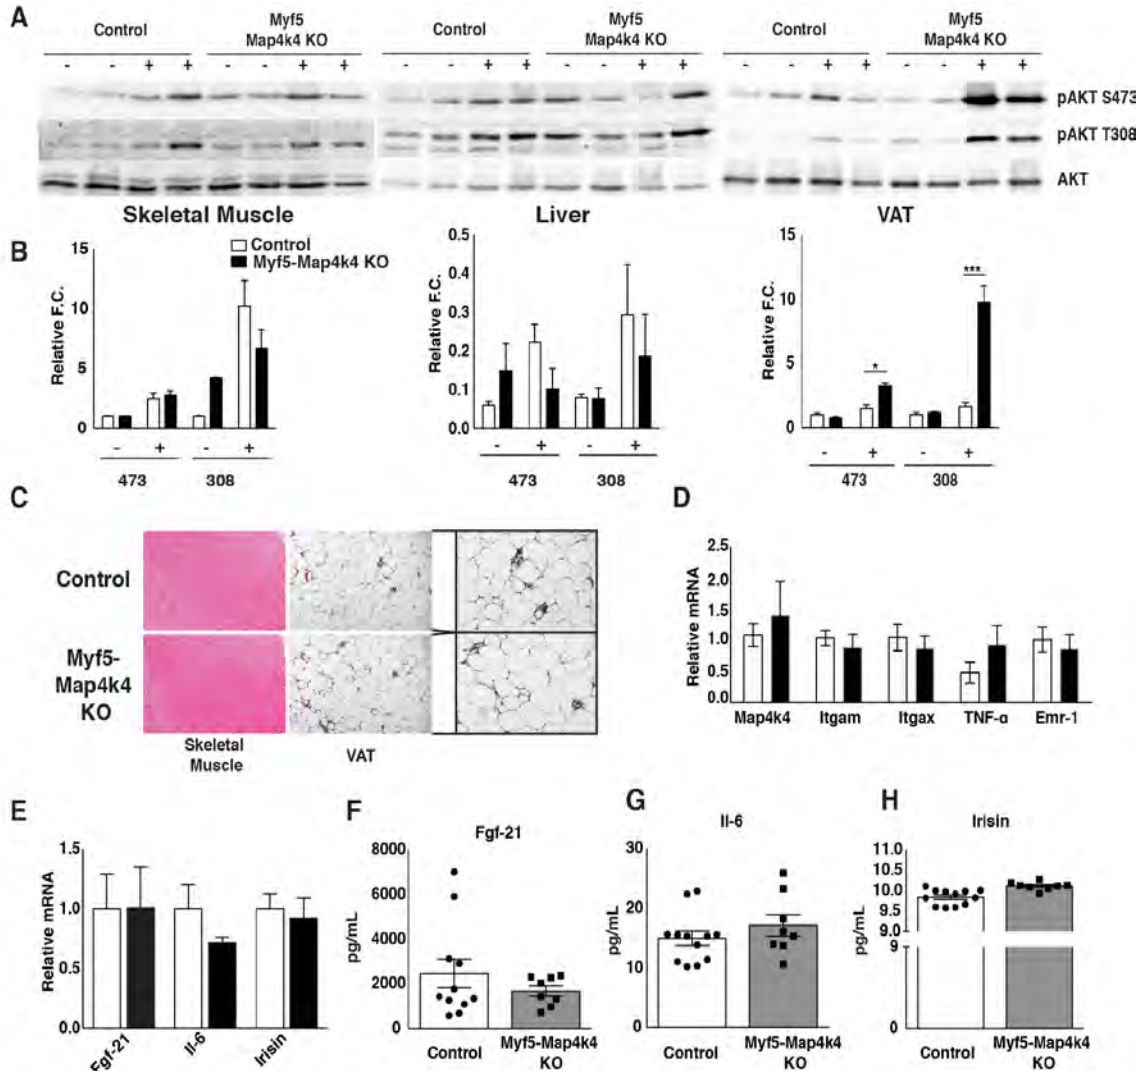 A
Control
Myf5
Map4k4 KO
Control
Myf5
Map4k4 KO
Control
Myf5
Map4k4 KO
- - + + - - + + - - + + - - + + - - + + - - + +
pAKT S473
pAKT T308
AKT
Skeletal Muscle
Liver
VAT
B
Control
Myf5-Map4k4 KO
Relative F.C.
15
10
5
0
- + - +
473 308
Relative F.C.
0.5
0.4
0.3
0.2
0.1
0.0
- + - +
473 308
Relative F.C.
15
10
5
0
* ***
- + - +
473 308
C
Control
Myf5-
Map4k4
KO
Skeletal
Muscle
VAT
D
Relative mRNA
2.5
2.0
1.5
1.0
0.5
0.0
Map4k4 Itgam Itgax TNF-α Emr-1
E
Relative mRNA
1.5
1.0
0.5
0.0
Fgf-21 Il-6 Irisin
F
Fgf-21
pg/mL
8000
6000
4000
2000
0
Control Myf5-Map4k4
KO
G
Il-6
pg/mL
30
20
10
0
Control Myf5-Map4k4
KO
H
Irisin
pg/mL
11.0
10.5
10.0
9.5
9.0
9
0
Control Myf5-Map4k4
KO